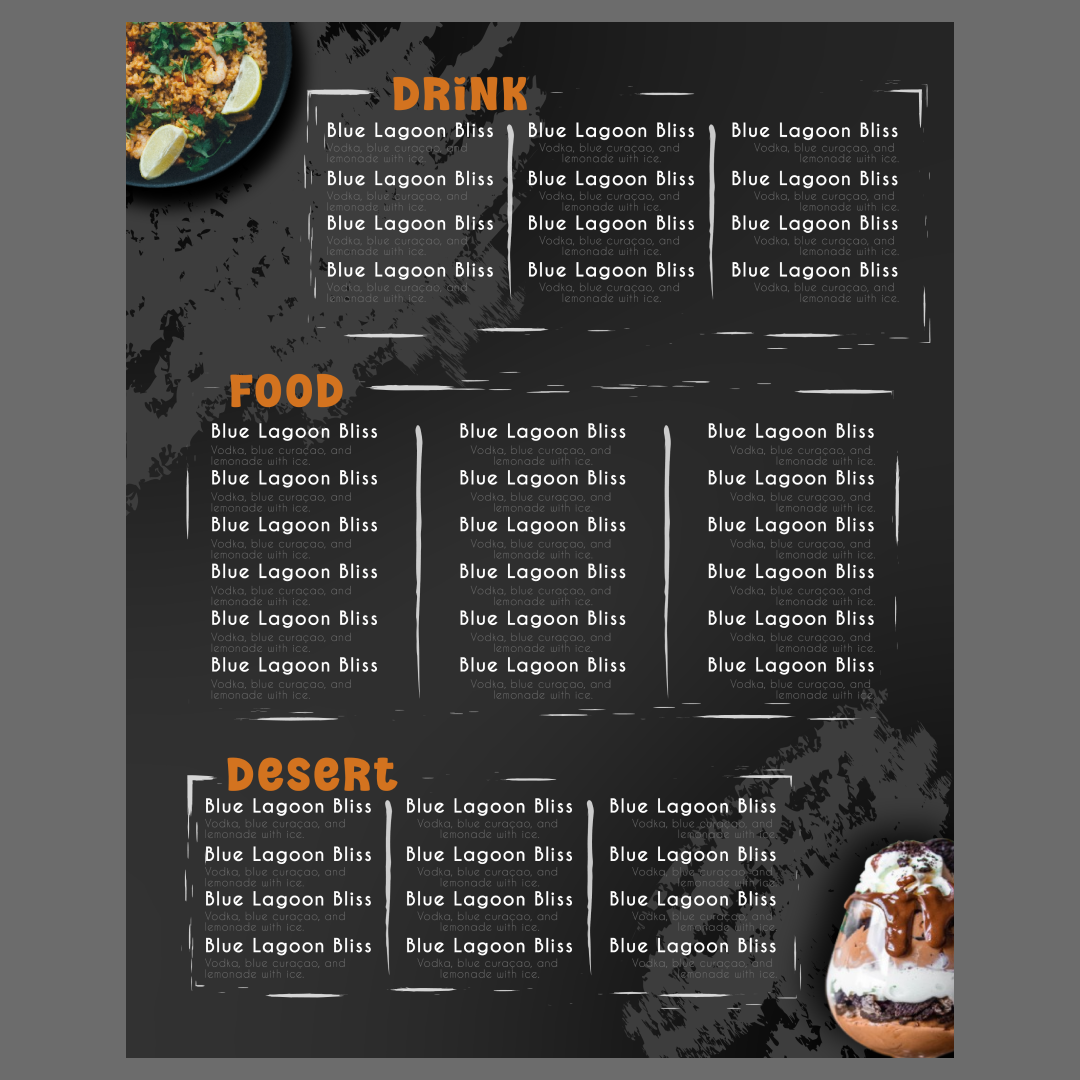 DRiNK
Blue Lagoon Bliss
Vodka, blue curaçao, and
lemonade with ice.
Blue Lagoon Bliss
Vodka, blue curaçao, and
lemonade with ice.
Blue Lagoon Bliss
Vodka, blue curaçao, and
lemonade with ice.
Blue Lagoon Bliss
Vodka, blue curaçao, and
lemonade with ice.
Blue Lagoon Bliss
Vodka, blue curaçao, and
lemonade with ice.
Blue Lagoon Bliss
Vodka, blue curaçao, and
lemonade with ice.
Blue Lagoon Bliss
Vodka, blue curaçao, and
lemonade with ice.
Blue Lagoon Bliss
Vodka, blue curaçao, and
lemonade with ice.
Blue Lagoon Bliss
Vodka, blue curaçao, and
lemonade with ice.
Blue Lagoon Bliss
Vodka, blue curaçao, and
lemonade with ice.
Blue Lagoon Bliss
Vodka, blue curaçao, and
lemonade with ice.
Blue Lagoon Bliss
Vodka, blue curaçao, and
lemonade with ice.
FOOD
Blue Lagoon Bliss
Vodka, blue curaçao, and
lemonade with ice.
Blue Lagoon Bliss
Vodka, blue curaçao, and
lemonade with ice.
Blue Lagoon Bliss
Vodka, blue curaçao, and
lemonade with ice.
Blue Lagoon Bliss
Vodka, blue curaçao, and
lemonade with ice.
Blue Lagoon Bliss
Vodka, blue curaçao, and
lemonade with ice.
Blue Lagoon Bliss
Vodka, blue curaçao, and
lemonade with ice.
Blue Lagoon Bliss
Vodka, blue curaçao, and
lemonade with ice.
Blue Lagoon Bliss
Vodka, blue curaçao, and
lemonade with ice.
Blue Lagoon Bliss
Vodka, blue curaçao, and
lemonade with ice.
Blue Lagoon Bliss
Vodka, blue curaçao, and
lemonade with ice.
Blue Lagoon Bliss
Vodka, blue curaçao, and
lemonade with ice.
Blue Lagoon Bliss
Vodka, blue curaçao, and
lemonade with ice.
Blue Lagoon Bliss
Vodka, blue curaçao, and
lemonade with ice.
Blue Lagoon Bliss
Vodka, blue curaçao, and
lemonade with ice.
Blue Lagoon Bliss
Vodka, blue curaçao, and
lemonade with ice.
Blue Lagoon Bliss
Vodka, blue curaçao, and
lemonade with ice.
Blue Lagoon Bliss
Vodka, blue curaçao, and
lemonade with ice.
Blue Lagoon Bliss
Vodka, blue curaçao, and
lemonade with ice.
DeseRt
Blue Lagoon Bliss
Vodka, blue curaçao, and
lemonade with ice.
Blue Lagoon Bliss
Vodka, blue curaçao, and
lemonade with ice.
Blue Lagoon Bliss
Vodka, blue curaçao, and
lemonade with ice.
Blue Lagoon Bliss
Vodka, blue curaçao, and
lemonade with ice.
Blue Lagoon Bliss
Vodka, blue curaçao, and
lemonade with ice.
Blue Lagoon Bliss
Vodka, blue curaçao, and
lemonade with ice.
Blue Lagoon Bliss
Vodka, blue curaçao, and
lemonade with ice.
Blue Lagoon Bliss
Vodka, blue curaçao, and
lemonade with ice.
Blue Lagoon Bliss
Vodka, blue curaçao, and
lemonade with ice.
Blue Lagoon Bliss
Vodka, blue curaçao, and
lemonade with ice.
Blue Lagoon Bliss
Vodka, blue curaçao, and
lemonade with ice.
Blue Lagoon Bliss
Vodka, blue curaçao, and
lemonade with ice.